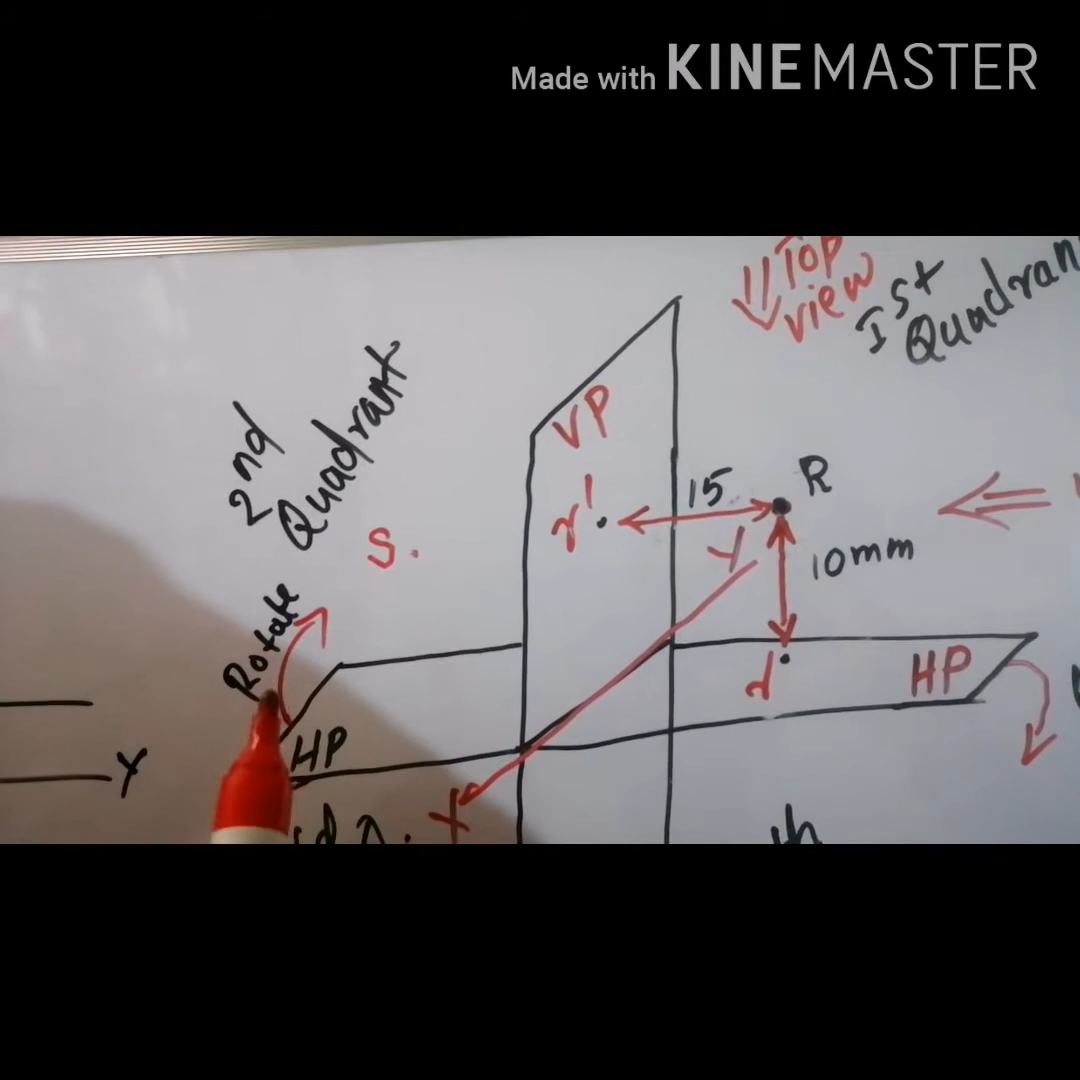 Made with KINEMASTER
Top
view
Ist
Quadran
2nd
Quadrant
VP
R
15
r'
S.
Y
10mm
Rotate
r
HP
HP
Y
X